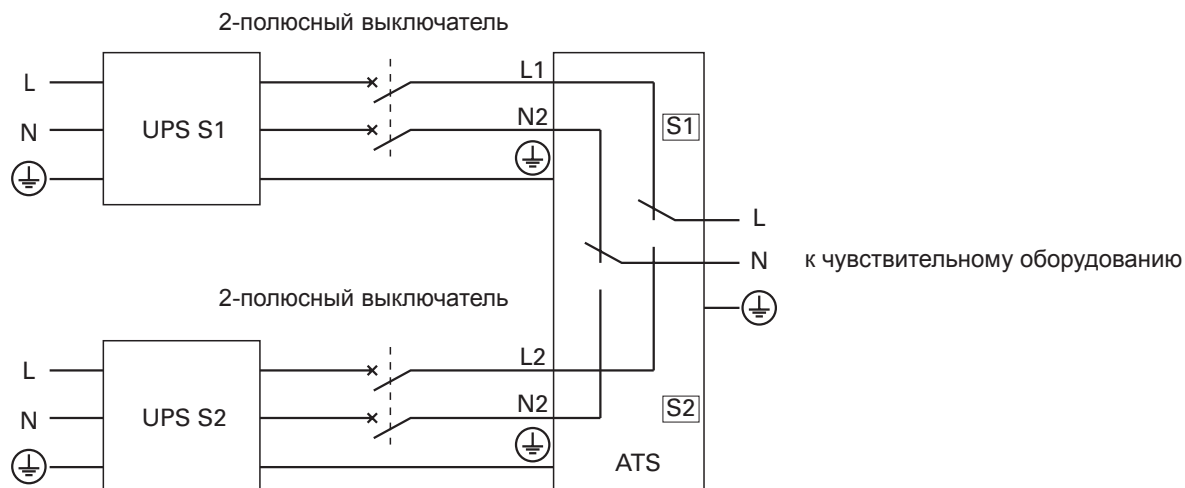 2-полюсный выключатель
L
L1
N
UPS S1
N2
S1
L
N
к чувствительному оборудованию
2-полюсный выключатель
L
L2
N
UPS S2
N2
S2
ATS